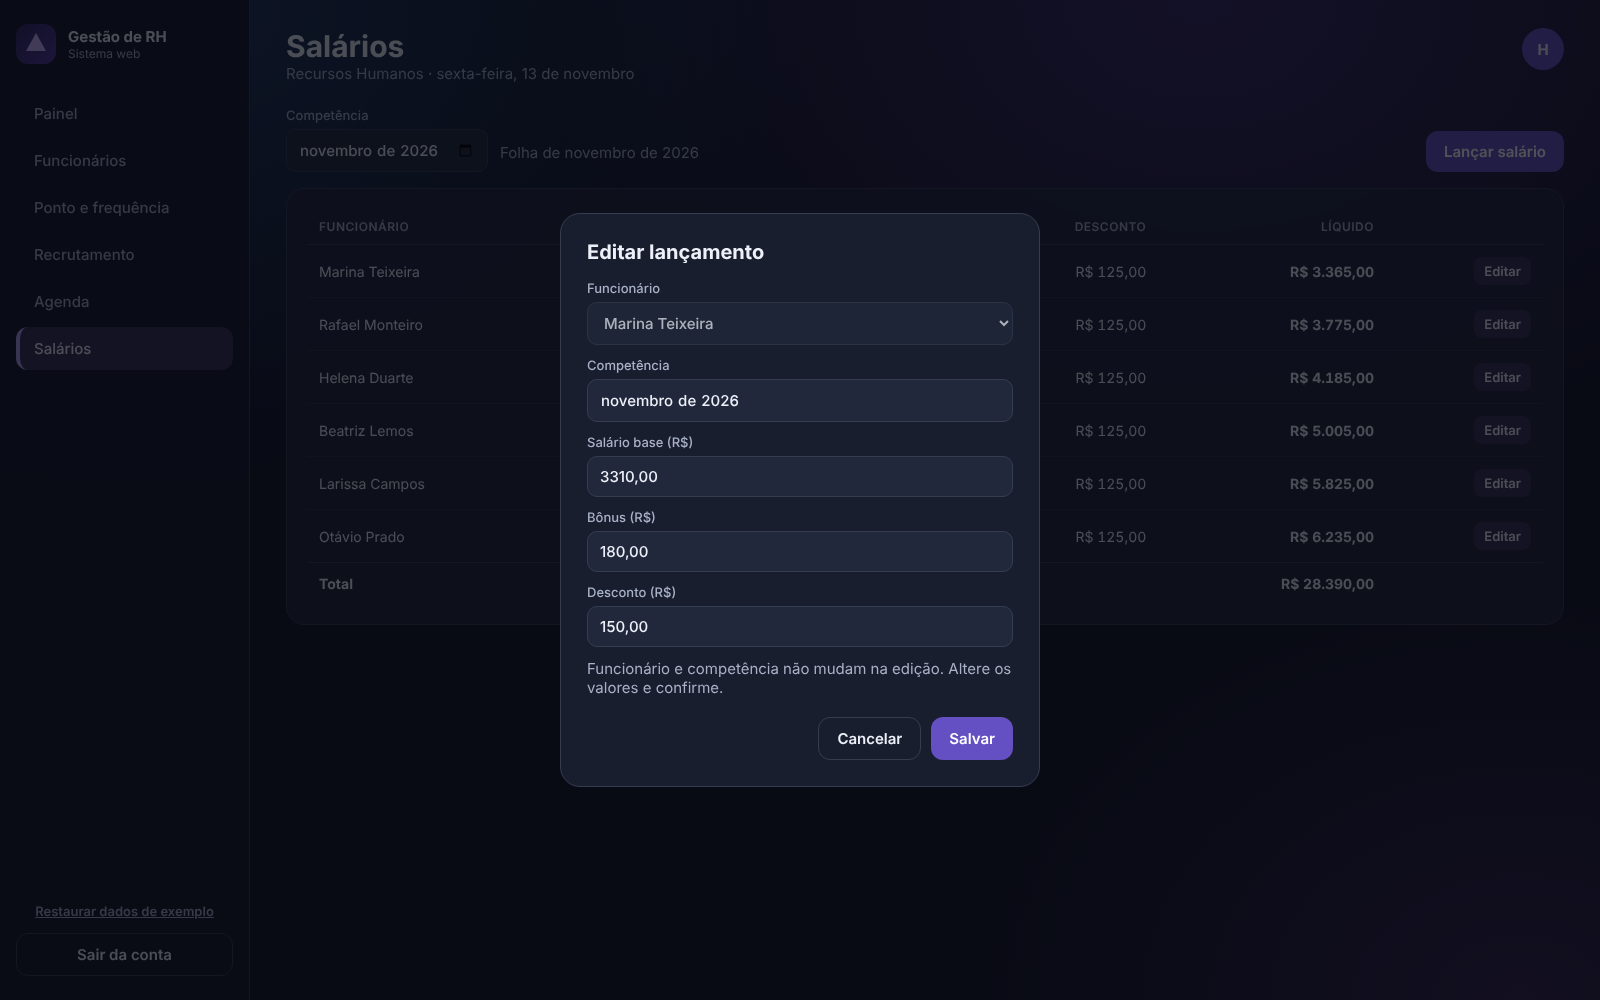 Gestão de RH
Sistema web
Painel
Funcionários
Ponto e frequência
Recrutamento
Agenda
Salários
Restaurar dados de exemplo
Sair da conta
Salários
Recursos Humanos · sexta-feira, 13 de novembro
H
Competência
novembro de 2026
Folha de novembro de 2026
Lançar salário
FUNCIONÁRIO DESCONTO LÍQUIDO
Marina Teixeira R$ 125,00 R$ 3.365,00 Editar
Rafael Monteiro R$ 125,00 R$ 3.775,00 Editar
Helena Duarte R$ 125,00 R$ 4.185,00 Editar
Beatriz Lemos R$ 125,00 R$ 5.005,00 Editar
Larissa Campos R$ 125,00 R$ 5.825,00 Editar
Otávio Prado R$ 125,00 R$ 6.235,00 Editar
Total R$ 28.390,00
Editar lançamento
Funcionário
Marina Teixeira
Competência
novembro de 2026
Salário base (R$)
3310,00
Bônus (R$)
180,00
Desconto (R$)
150,00
Funcionário e competência não mudam na edição. Altere os
valores e confirme.
Cancelar
Salvar